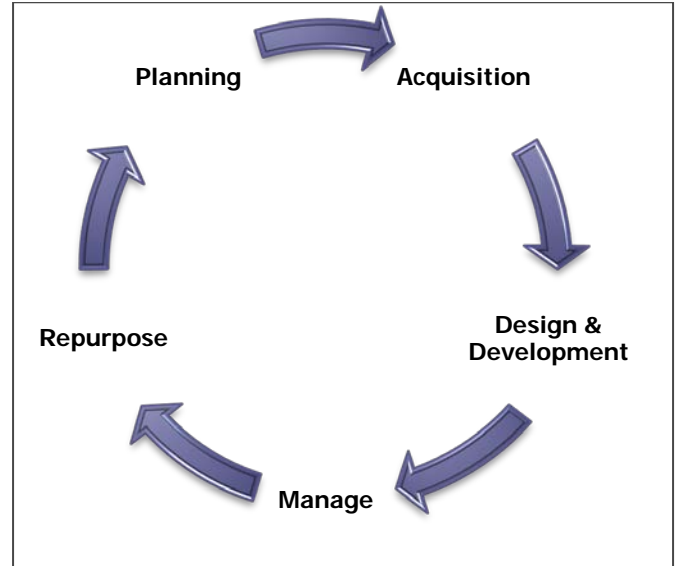 Planning
Acquisition
Design &
Development
Manage
Repurpose